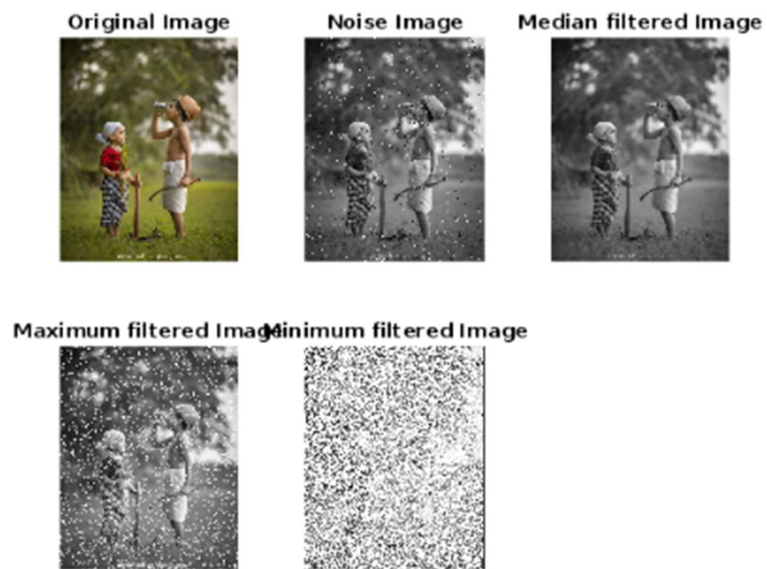 Original Image
Noise Image
Median filtered Image
Maximum filtered Image
Minimum filtered Image